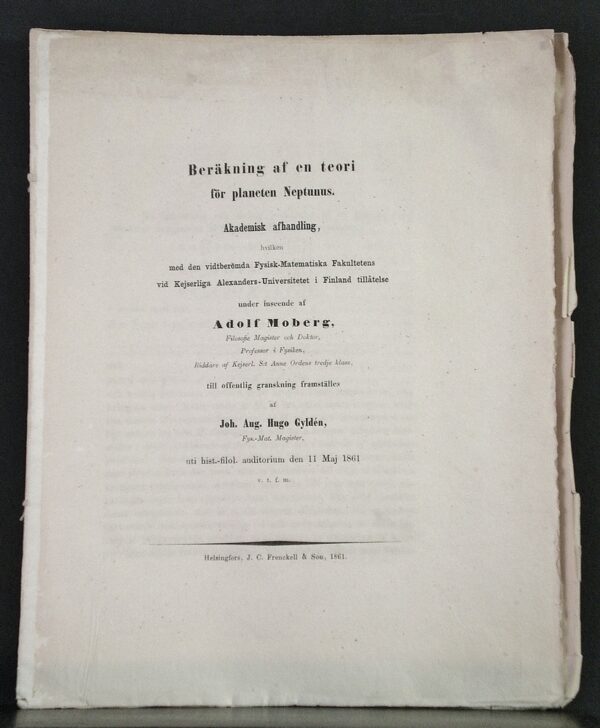 Beräkning af en teori
för planeten Neptunus.
Akademisk afhandling,
hvilken
med den vidtberömda Fysisk-Matematiska Fakultetens
vid Kejserliga Alexanders-Universitetet i Finland tillåtelse
under inseende af
Adolf Moberg,
Filosofie Magister och Doktor,
Professor i Fysiken,
Riddare af Kejserl. S:t Anne Ordens tredje klass,
till offentlig granskning framställes
af
Joh. Aug. Hugo Gyldén,
Fys.-Mat. Magister,
uti hist.-filol. auditorium den 11 Maj 1861
v. t. f. m.
Helsingfors, J. C. Frenckell & Son, 1861.